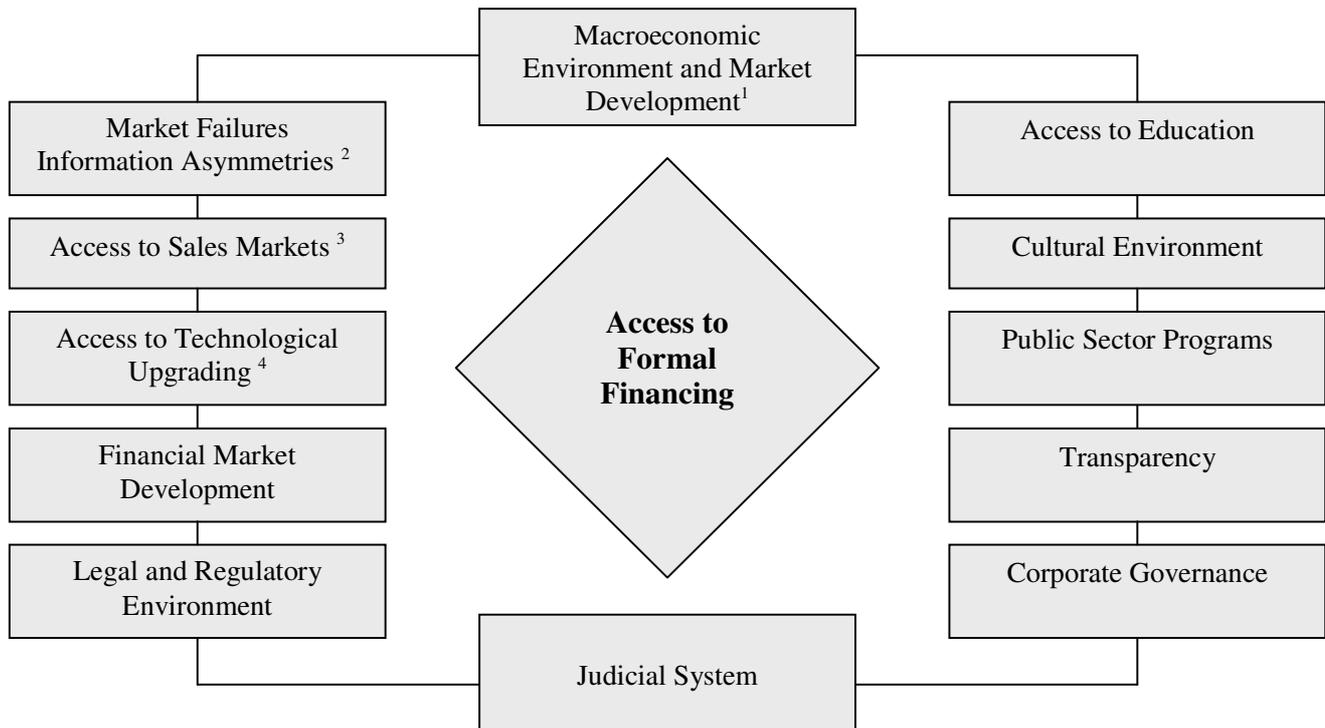 Macroeconomic
Environment and Market
Development¹
Market Failures
Information Asymmetries ²
Access to Sales Markets ³
Access to Technological
Upgrading ⁴
Financial Market
Development
Legal and Regulatory
Environment
Access to
Formal
Financing
Access to Education
Cultural Environment
Public Sector Programs
Transparency
Corporate Governance
Judicial System